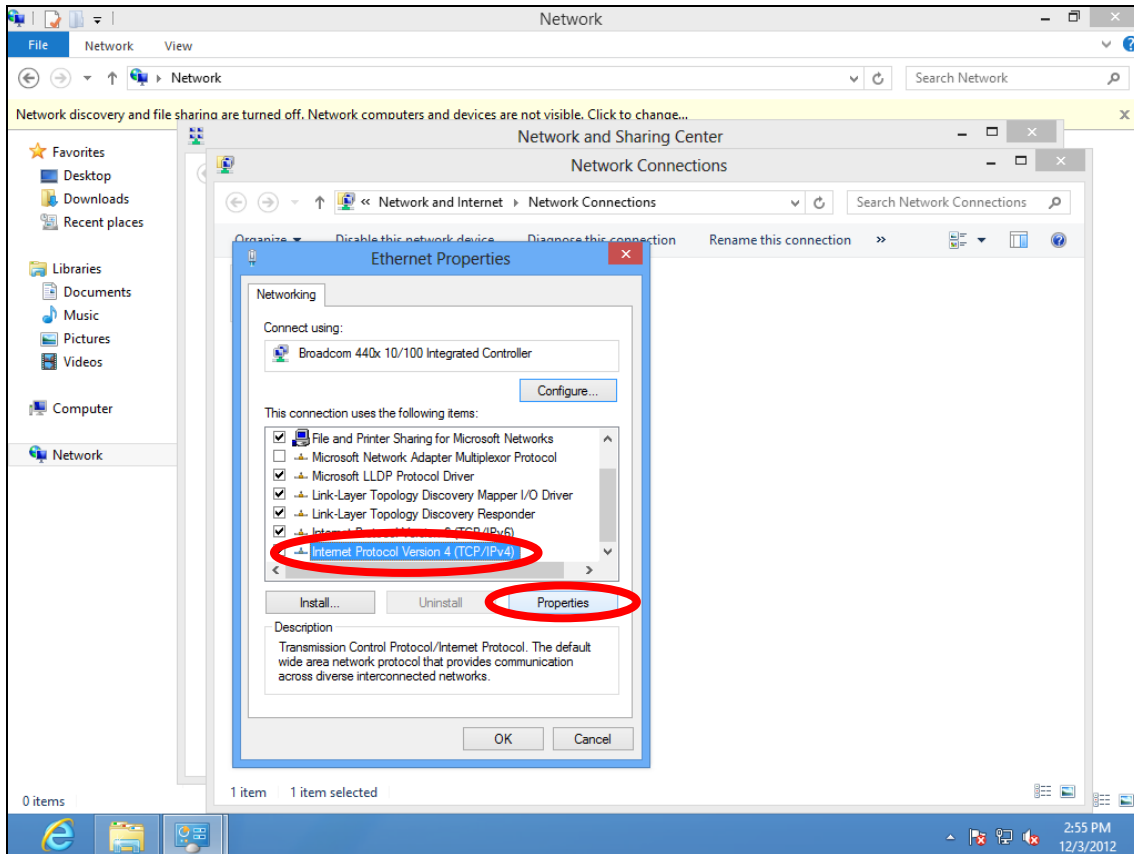 Network
File Network View
Network
Search Network
Network discovery and file sharing are turned off. Network computers and devices are not visible. Click to change...
Favorites
Desktop
Downloads
Recent places
Libraries
Documents
Music
Pictures
Videos
Computer
Network
0 items
Network and Sharing Center
Network Connections
« Network and Internet Network Connections
Search Network Connections
Organize Disable this network device Diagnose this connection Rename this connection »
Ethernet Properties
Networking
Connect using:
Broadcom 440x 10/100 Integrated Controller
Configure...
This connection uses the following items:
File and Printer Sharing for Microsoft Networks
Microsoft Network Adapter Multiplexor Protocol
Microsoft LLDP Protocol Driver
Link-Layer Topology Discovery Mapper I/O Driver
Link-Layer Topology Discovery Responder
Internet Protocol Version 6 (TCP/IPv6)
Internet Protocol Version 4 (TCP/IPv4)
Install... Uninstall Properties
Description
Transmission Control Protocol/Internet Protocol. The default
wide area network protocol that provides communication
across diverse interconnected networks.
OK Cancel
1 item 1 item selected
2:55 PM
12/3/2012